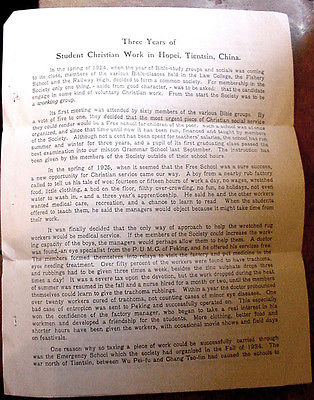 Three Years of
Student Christian Work in Hopei, Tientsin, China.
In the spring of 1924, when the year of Bible-study groups and socials was coming
to its close, members of the various Bible-classes held in the Law College, the Fishery
School and the Railway High, decided to form a common society. For membership in the
Society only one thing,—aside from good character,—was to be asked: that the candidate
engage in some kind of voluntary Christian work. From the start the Society was to be
a working group.
Its first meeting was attended by sixty members of the various Bible groups. By
a vote of five to one, they decided that the most urgent piece of Christian social service
they could render would be a Free school for children of the poor. Such a school was soon
organized, and since that time until now it has been run, financed and taught by members
of the Society. Although not a cent has been spent for teachers' salaries, the school has run
summer, and winter for three years, and a pupil of its first graduating class passed the
best examination into our mission Grammar School last September. The instruction has
been given by the members of the Society outside of their school hours
In the spring of 1926, when it seemed that the Free School was a sure success,
a new opportunity for Christian service came our way. A boy from a nearby rug factory
called to tell us his tale of woe; fourteen or fifteen hours of work a day, no wages, wretched
food, little clothing, a bed on the floor, filthy over-crowding, no fun, no holidays, not even
water to wash in, and a three years apprenticeship. He said he and the other workers
wanted medical care, recreation, and a chance to learn to read When the students
offered to teach them, he said the managers would object because it might take time from
their work.
It was finally decided that the only way of approach to help the wretched rug
workers would be medical service. If the members of the Society could increase the work-
ing capacity of the boys, the managers would perhaps allow them to help. A doctor
was found,—an eye specialist from the P. U. M. C. of Peking, and he offered his services free.
The members formed themselves into relays to visit the factory and put medicine into
eyes needing treatment. Over fifty percent of the workers were found to have trachoma,
and rubbings had to be given three times a week, besides the zinc sulphate drops four
times a day! It was a severe tax upon the devotion, but the work dropped during the heat
of summer was resumed in the fall and a nurse hired for a month or two, until the members
themselves could learn to give the trachoma rubbings. Within a year the doctor pronounced
over twenty workers cured of trachoma, not counting cases of minor eye diseases. One
bad case of entropion was sent to Peking and successfully operated on. This especially
won the confidence of the factory manager, who began to take a real interest in his
workmen and developed a friendship for the students. More clothing, better food and
shorter hours have been given the workers, with occasional movie shows and field days
on feastivals.
One reason why so taxing a piece of work could be successfully carried through
was the Emergency School which the society had organized in the Fall of 1924. The
war north of Tientsin, between Wu Pei-fu and Chang Tso-lin had caused the schools to